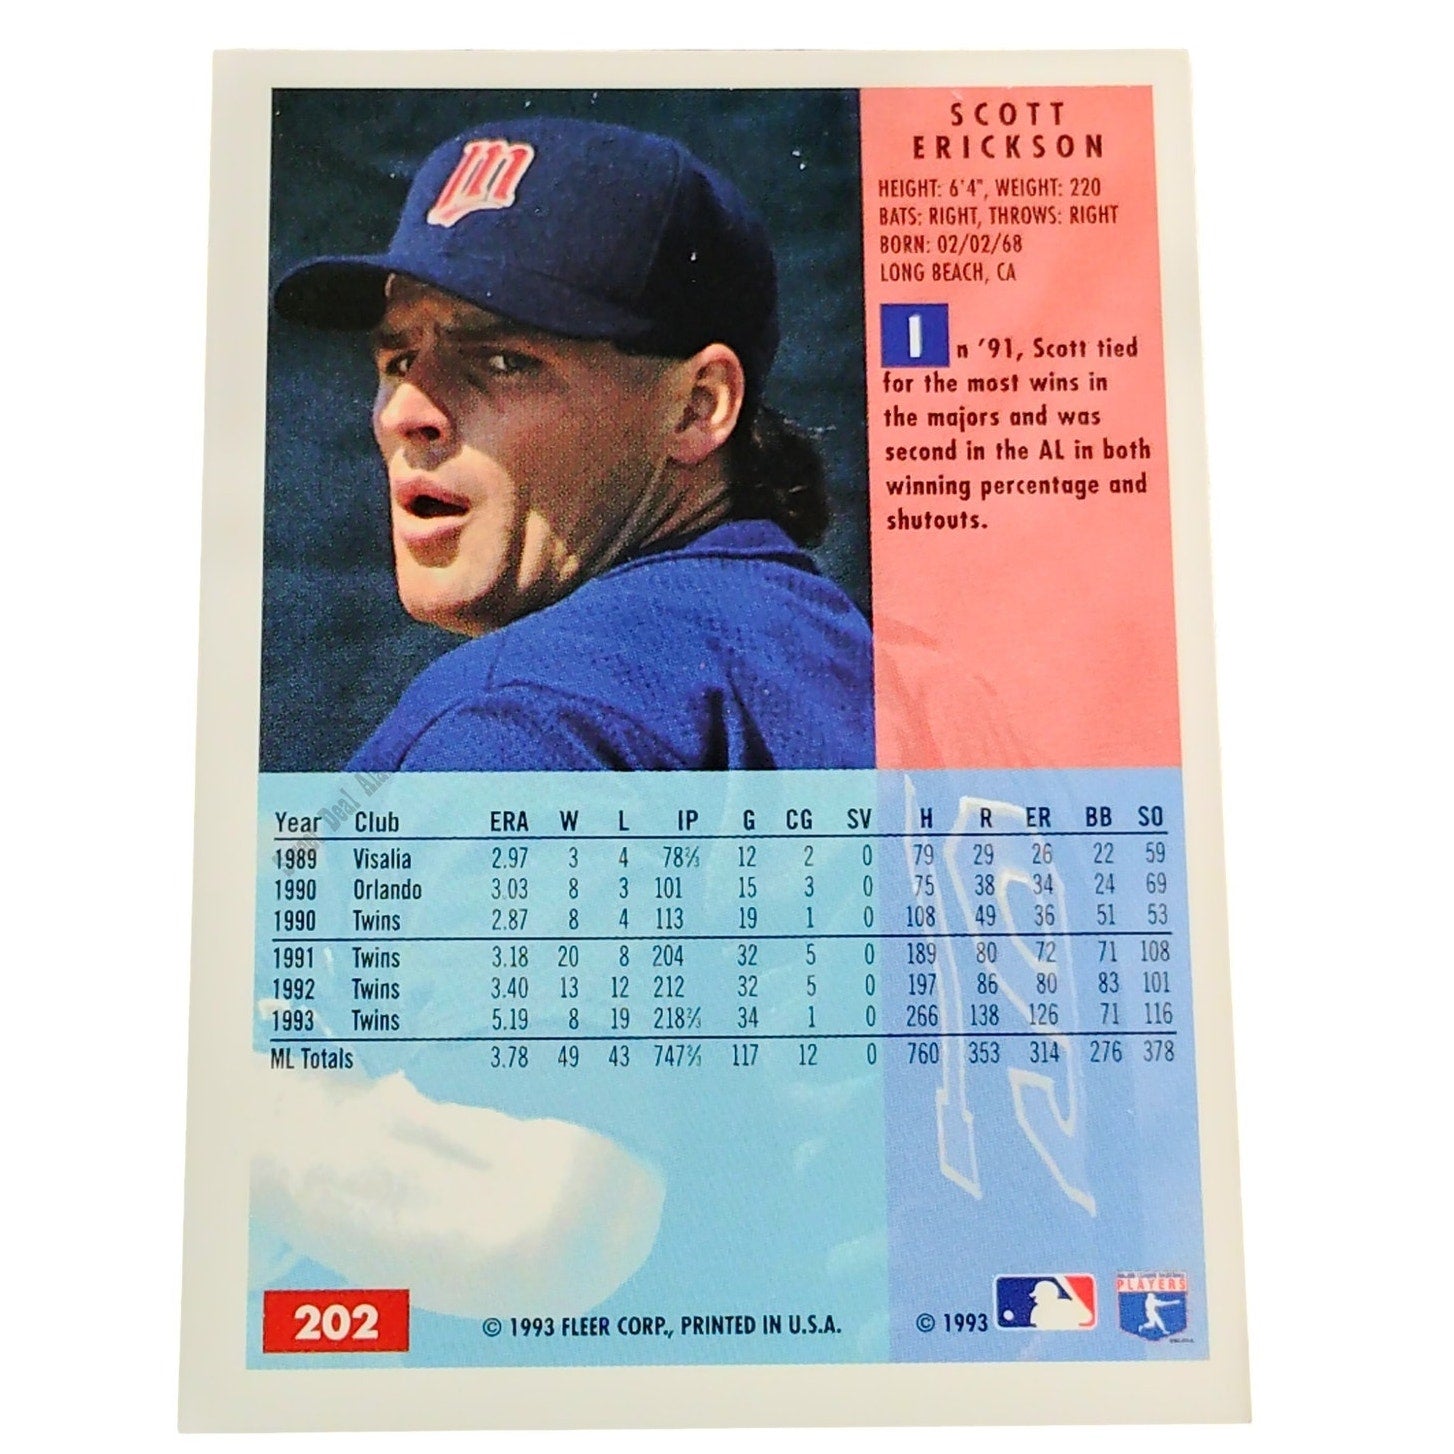 SCOTT
ERICKSON
HEIGHT: 6'4", WEIGHT: 220
BATS: RIGHT, THROWS: RIGHT
BORN: 02/02/68
LONG BEACH, CA
In '91, Scott tied
for the most wins in
the majors and was
second in the AL in both
winning percentage and
shutouts.
Year Club ERA W L IP G CG SV H R ER BB SO
1989 Visalia 2.97 3 4 78⅔ 12 2 0 79 29 26 22 59
1990 Orlando 3.03 8 3 101 15 3 0 75 38 34 24 69
1990 Twins 2.87 8 4 113 19 1 0 108 49 36 51 53
1991 Twins 3.18 20 8 204 32 5 0 189 80 72 71 108
1992 Twins 3.40 13 12 212 32 5 0 197 86 80 83 101
1993 Twins 5.19 8 19 218⅔ 34 1 0 266 138 126 71 116
ML Totals 3.78 49 43 747⅔ 117 12 0 760 353 314 276 378
202
© 1993 FLEER CORP., PRINTED IN U.S.A.
© 1993
PLAYERS
Deal